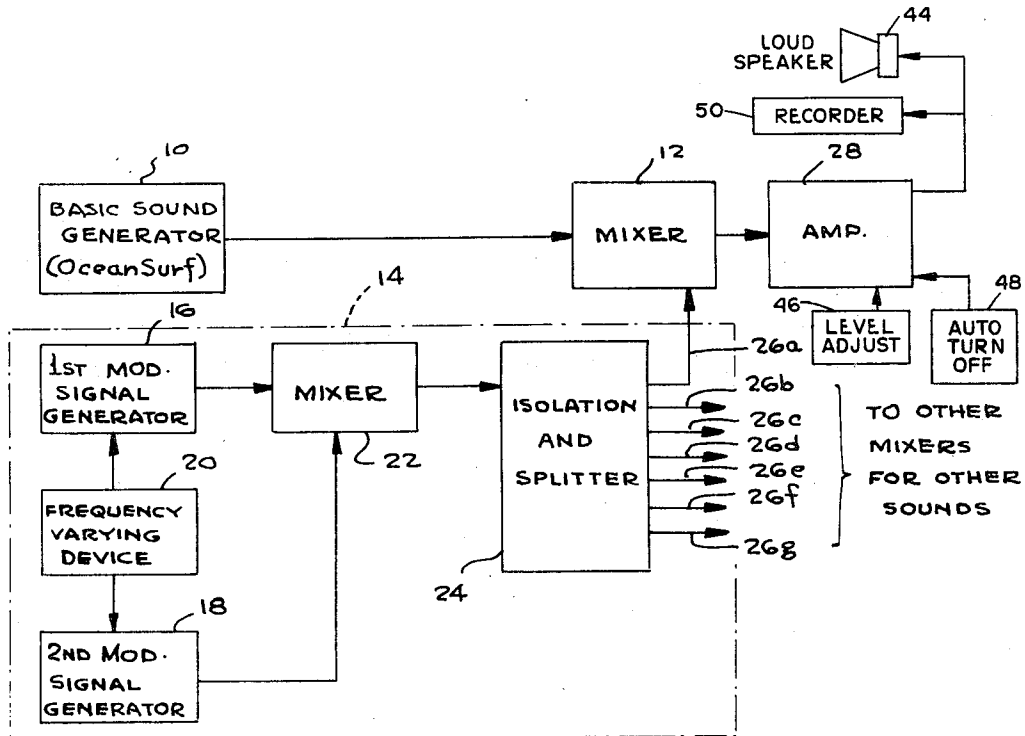 44
LOUD
SPEAKER
50
RECORDER
10
12
28
BASIC SOUND
GENERATOR
(OceanSurf)
MIXER
AMP.
14
46
LEVEL
ADJUST
48
AUTO
TURN
OFF
16
1ST MOD.
SIGNAL
GENERATOR
MIXER
22
ISOLATION
AND
SPLITTER
24
26a
26b
26c
26d
26e
26f
26g
TO OTHER
MIXERS
FOR OTHER
SOUNDS
20
FREQUENCY
VARYING
DEVICE
18
2ND MOD.
SIGNAL
GENERATOR